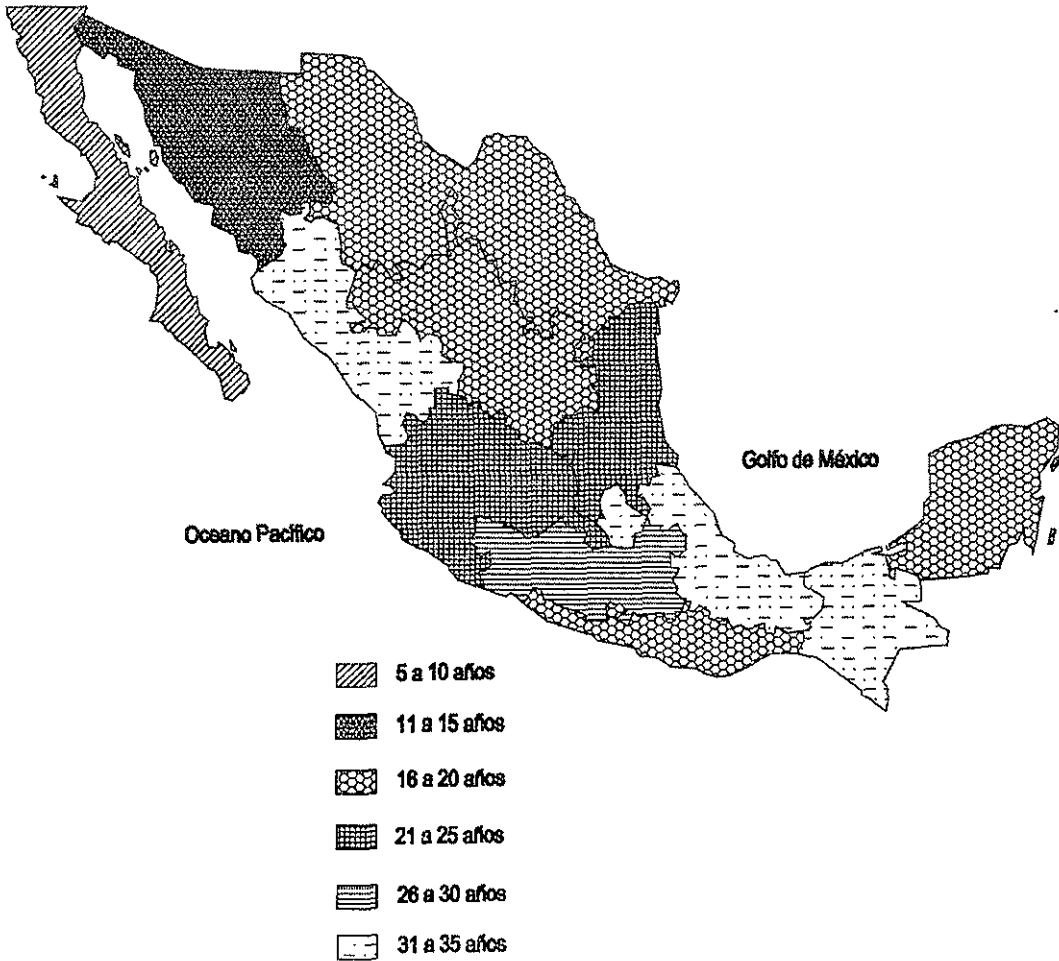 Golfo de México
Oceano Pacífico
5 a 10 años
11 a 15 años
16 a 20 años
21 a 25 años
26 a 30 años
31 a 35 años